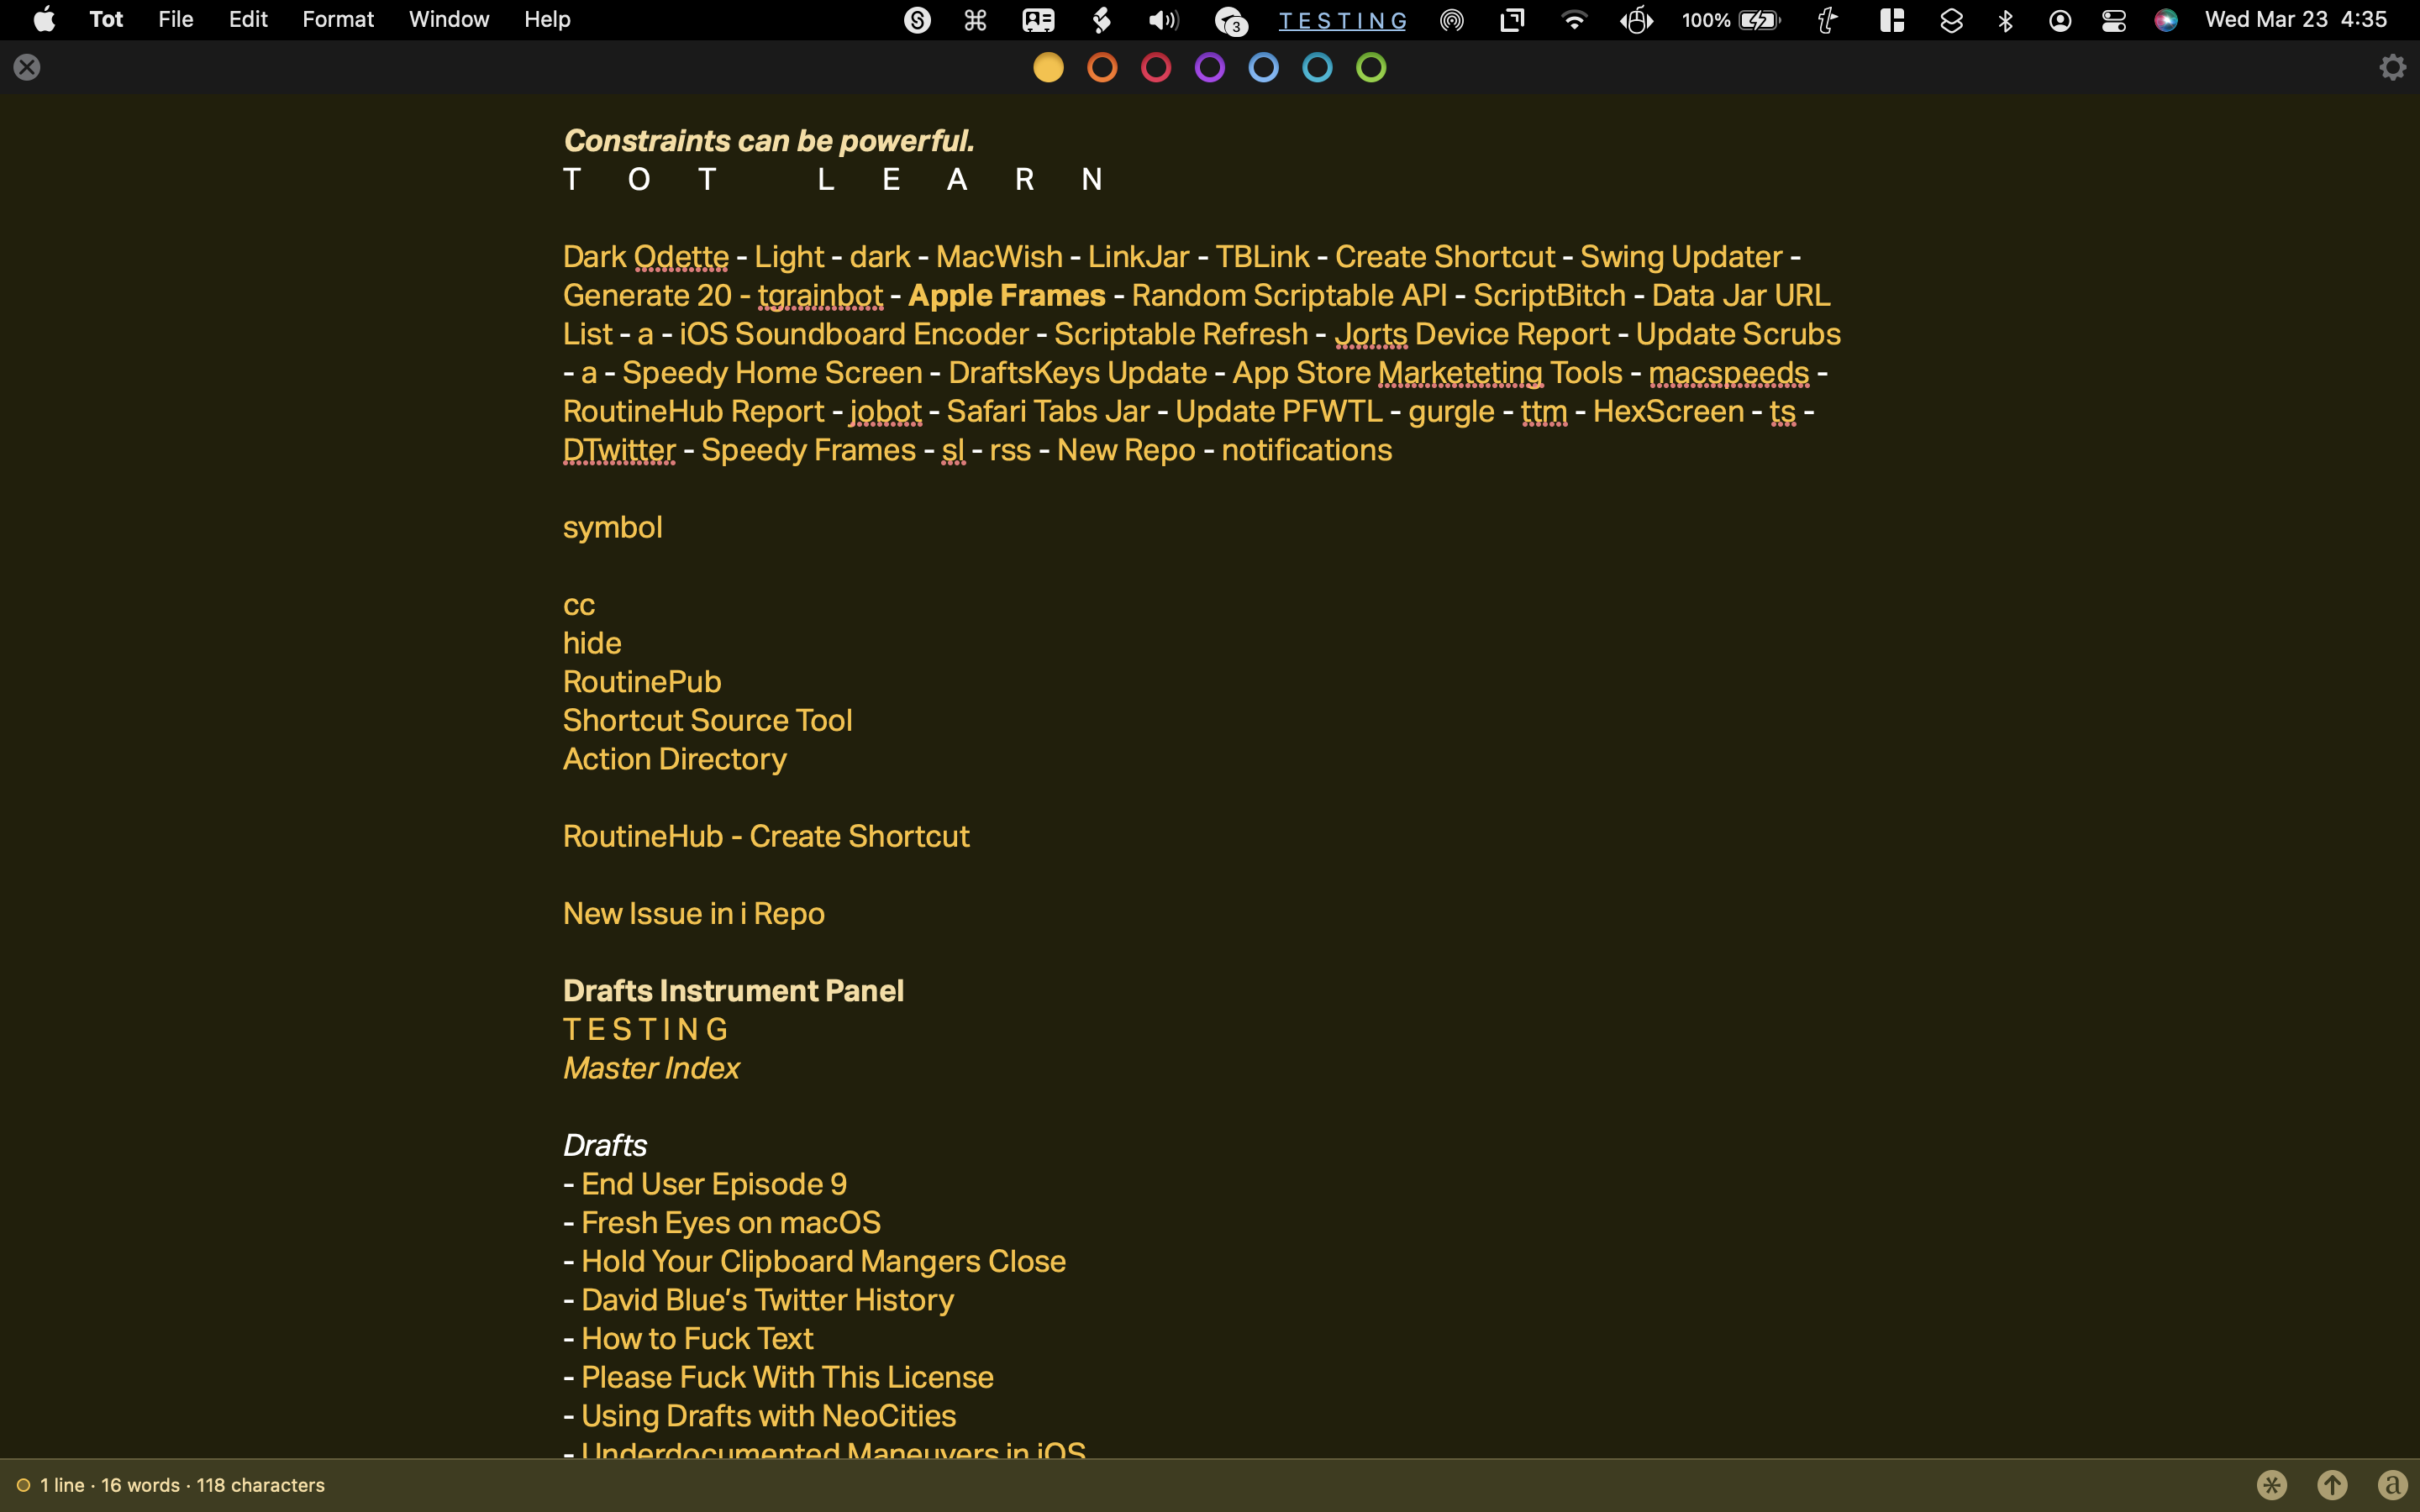 Tot File Edit Format Window Help 3 TESTING 100% Wed Mar 23 4:35
Constraints can be powerful.
T O T L E A R N
Dark Odette - Light - dark - MacWish - LinkJar - TBLink - Create Shortcut - Swing Updater -
Generate 20 - tgrainbot - Apple Frames - Random Scriptable API - ScriptBitch - Data Jar URL
List - a - iOS Soundboard Encoder - Scriptable Refresh - Jorts Device Report - Update Scrubs
- a - Speedy Home Screen - DraftsKeys Update - App Store Marketeting Tools - macspeeds -
RoutineHub Report - jobot - Safari Tabs Jar - Update PFWTL - gurgle - ttm - HexScreen - ts -
DTwitter - Speedy Frames - sl - rss - New Repo - notifications
symbol
cc
hide
RoutinePub
Shortcut Source Tool
Action Directory
RoutineHub - Create Shortcut
New Issue in i Repo
Drafts Instrument Panel
T E S T I N G
Master Index
Drafts
- End User Episode 9
- Fresh Eyes on macOS
- Hold Your Clipboard Mangers Close
- David Blue's Twitter History
- How to Fuck Text
- Please Fuck With This License
- Using Drafts with NeoCities
- Underdocumented Maneuvers in iOS
1 line · 16 words · 118 characters